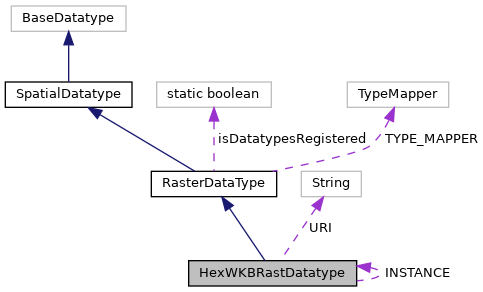 BaseDatatype
SpatialDatatype
static boolean
TypeMapper
isDatatypesRegistered
TYPE_MAPPER
RasterDataType
String
URI
HexWKBRastDatatype
INSTANCE